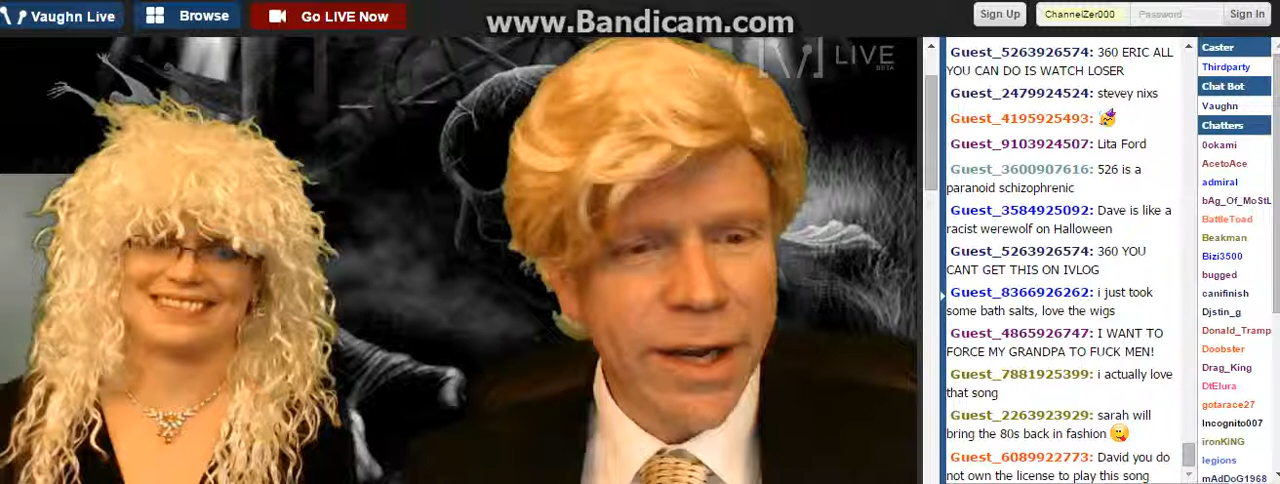 Vaughn Live Browse Go LIVE Now www.Bandicam.com Sign Up ChannelZer000 Password Sign In
[V] LIVE
BETA
Guest_5263926574: 360 ERIC ALL
YOU CAN DO IS WATCH LOSER
Guest_2479924524: stevey nixs
Guest_4195925493:
Guest_9103924507: Lita Ford
Guest_3600907616: 526 is a
paranoid schizophrenic
Guest_3584925092: Dave is like a
racist werewolf on Halloween
Guest_5263926574: 360 YOU
CANT GET THIS ON IVLOG
Guest_8366926262: i just took
some bath salts, love the wigs
Guest_4865926747: I WANT TO
FORCE MY GRANDPA TO FUCK MEN!
Guest_7881925399: i actually love
that song
Guest_2263923929: sarah will
bring the 80s back in fashion
Guest_6089922773: David you do
not own the license to play this song
Caster
Thirdparty
Chat Bot
Vaughn
Chatters
0okami
AcetoAce
admiral
bAg_Of_MoStL
BattleToad
Beakman
Bizi3500
bugged
canifinish
Djstin_g
Donald_Tramp
Doobster
Drag_King
DtElura
gotarace27
Incognito007
ironKING
legions
mAdDoG1968